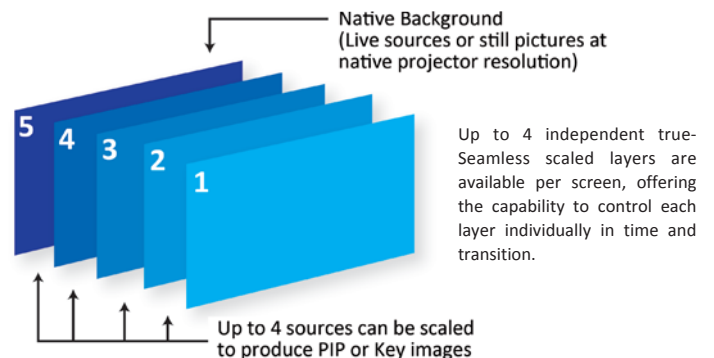 Native Background
(Live sources or still pictures at
native projector resolution)
5
4
3
2
1
Up to 4 independent true-
Seamless scaled layers are
available per screen, offering
the capability to control each
layer individually in time and
transition.
Up to 4 sources can be scaled
to produce PIP or Key images